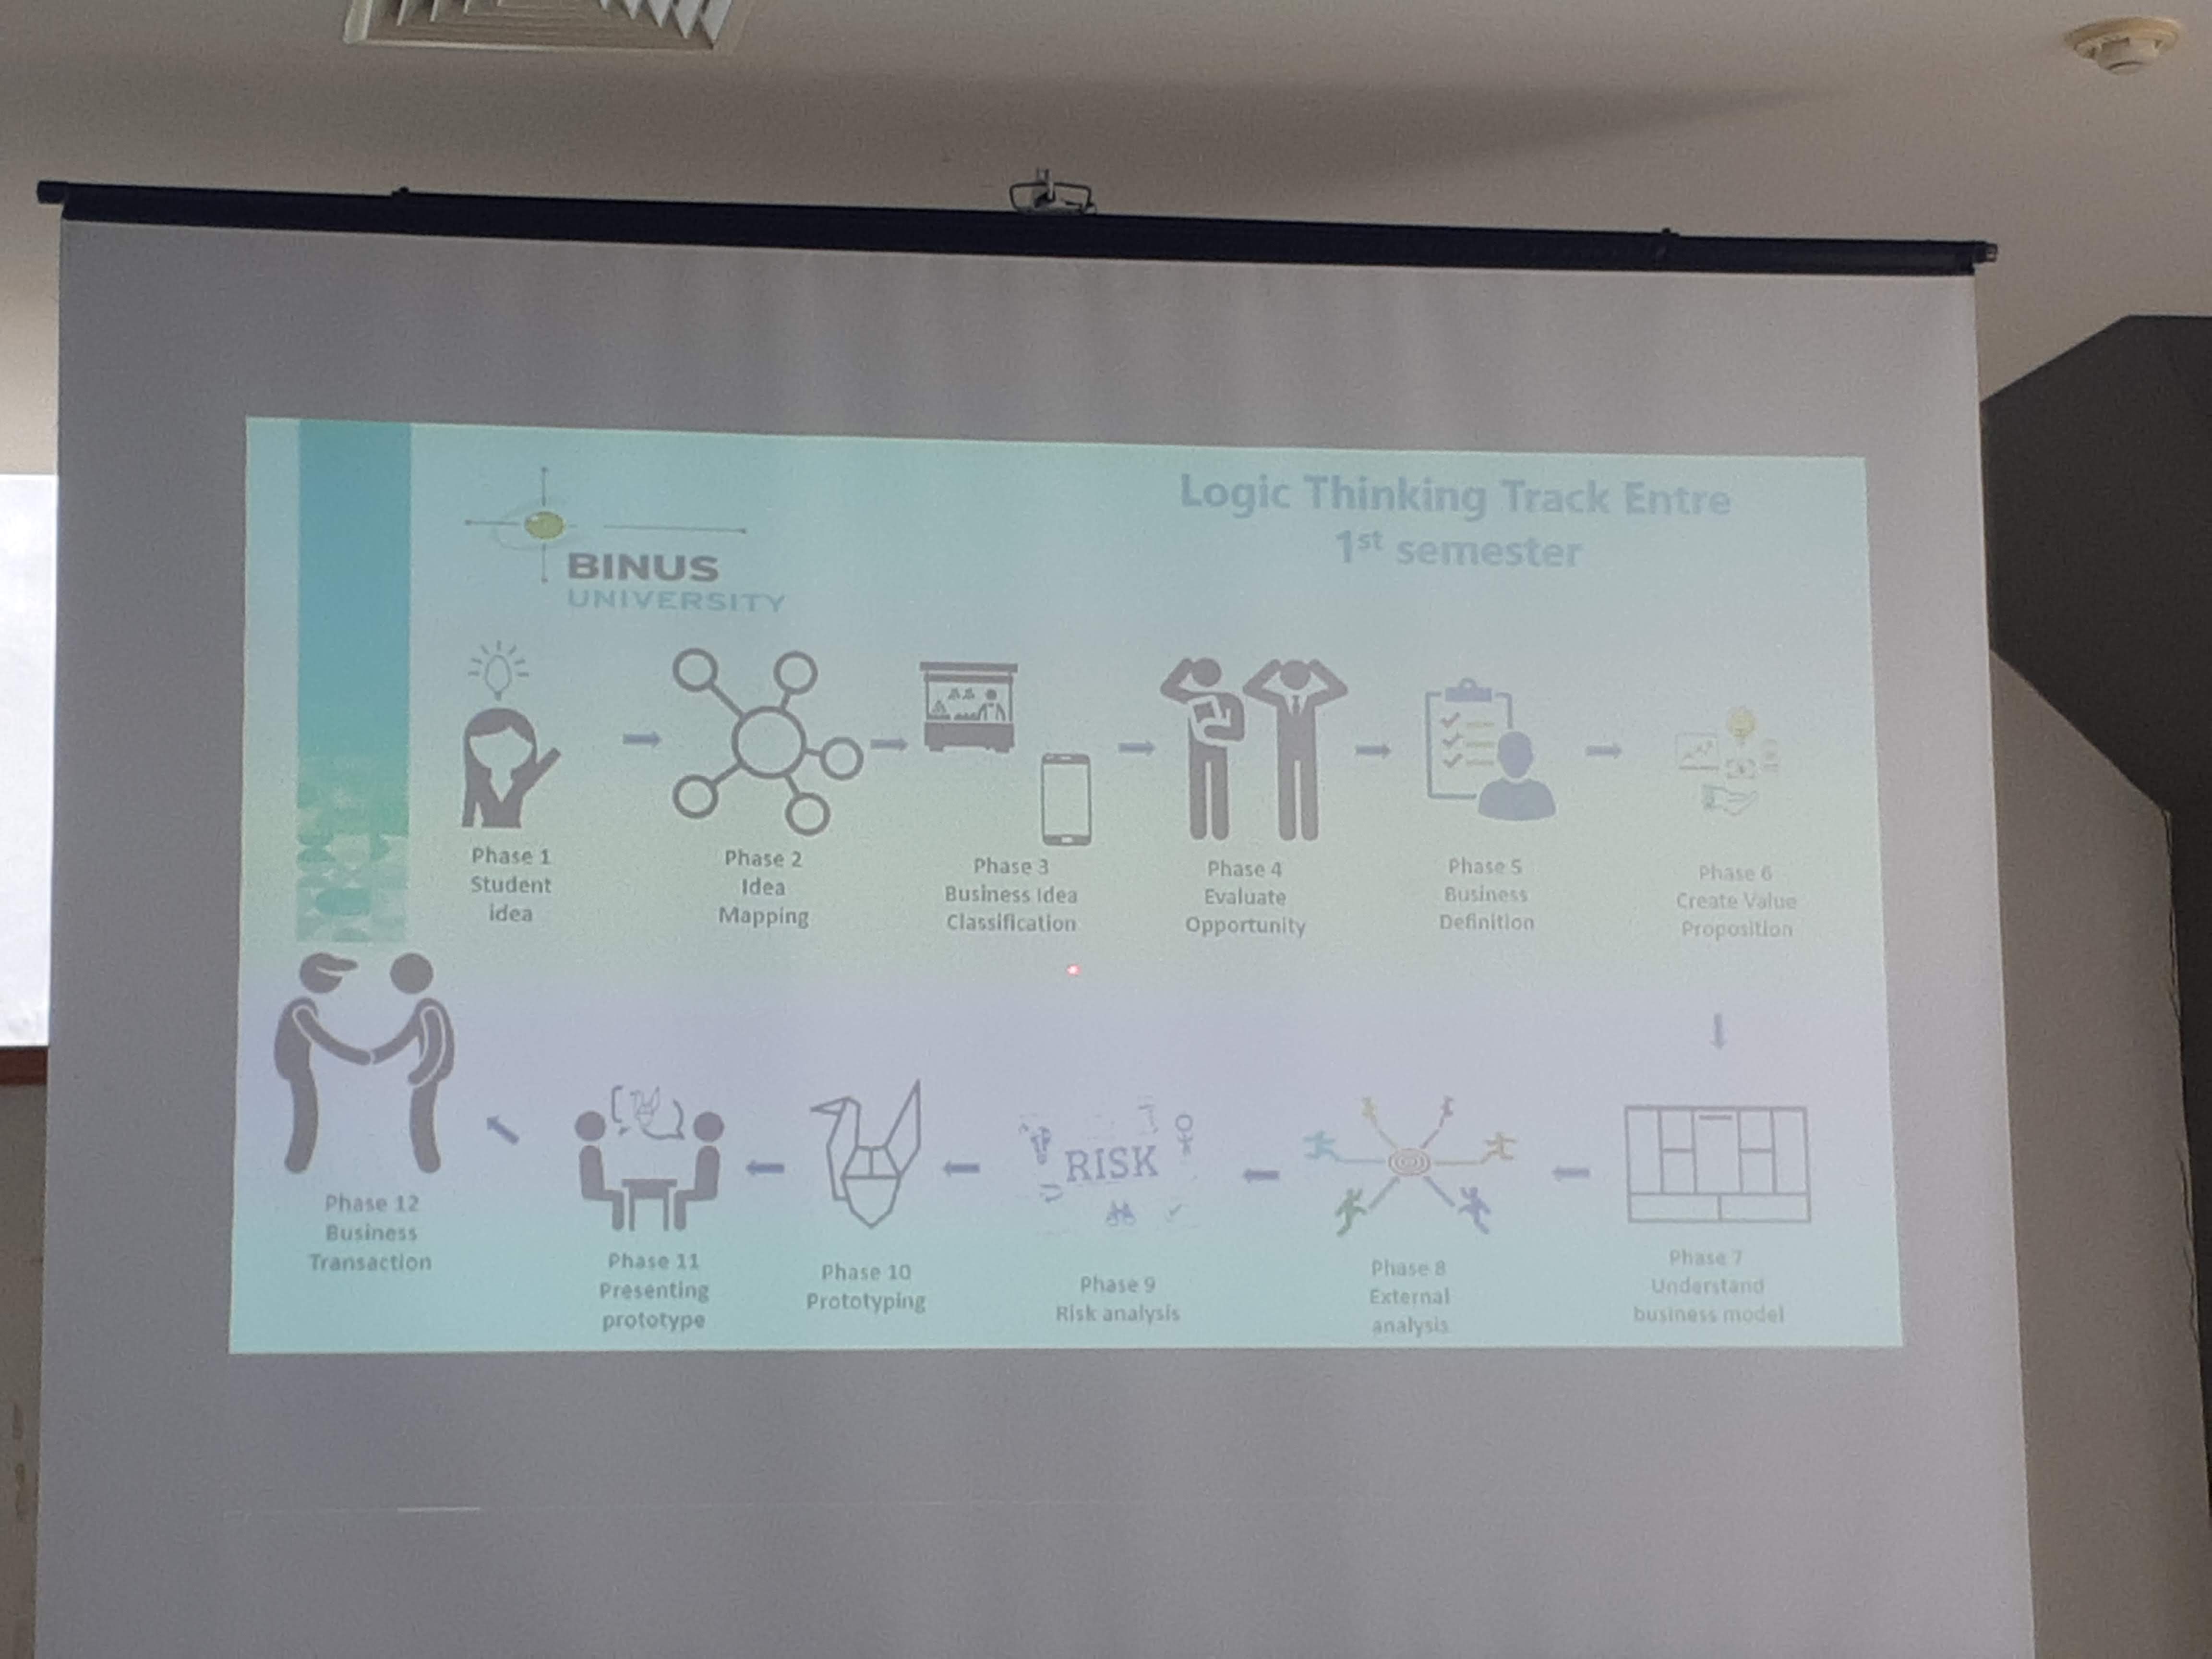 BINUS
UNIVERSITY
Logic Thinking Track Entre
1st semester
Phase 1
Student
idea
Phase 2
Idea
Mapping
Phase 3
Business Idea
Classification
Phase 4
Evaluate
Opportunity
Phase 5
Business
Definition
Phase 6
Create Value
Proposition
Phase 7
Understand
business model
Phase 8
External
analysis
RISK
Phase 9
Risk analysis
Phase 10
Prototyping
Phase 11
Presenting
prototype
Phase 12
Business
Transaction